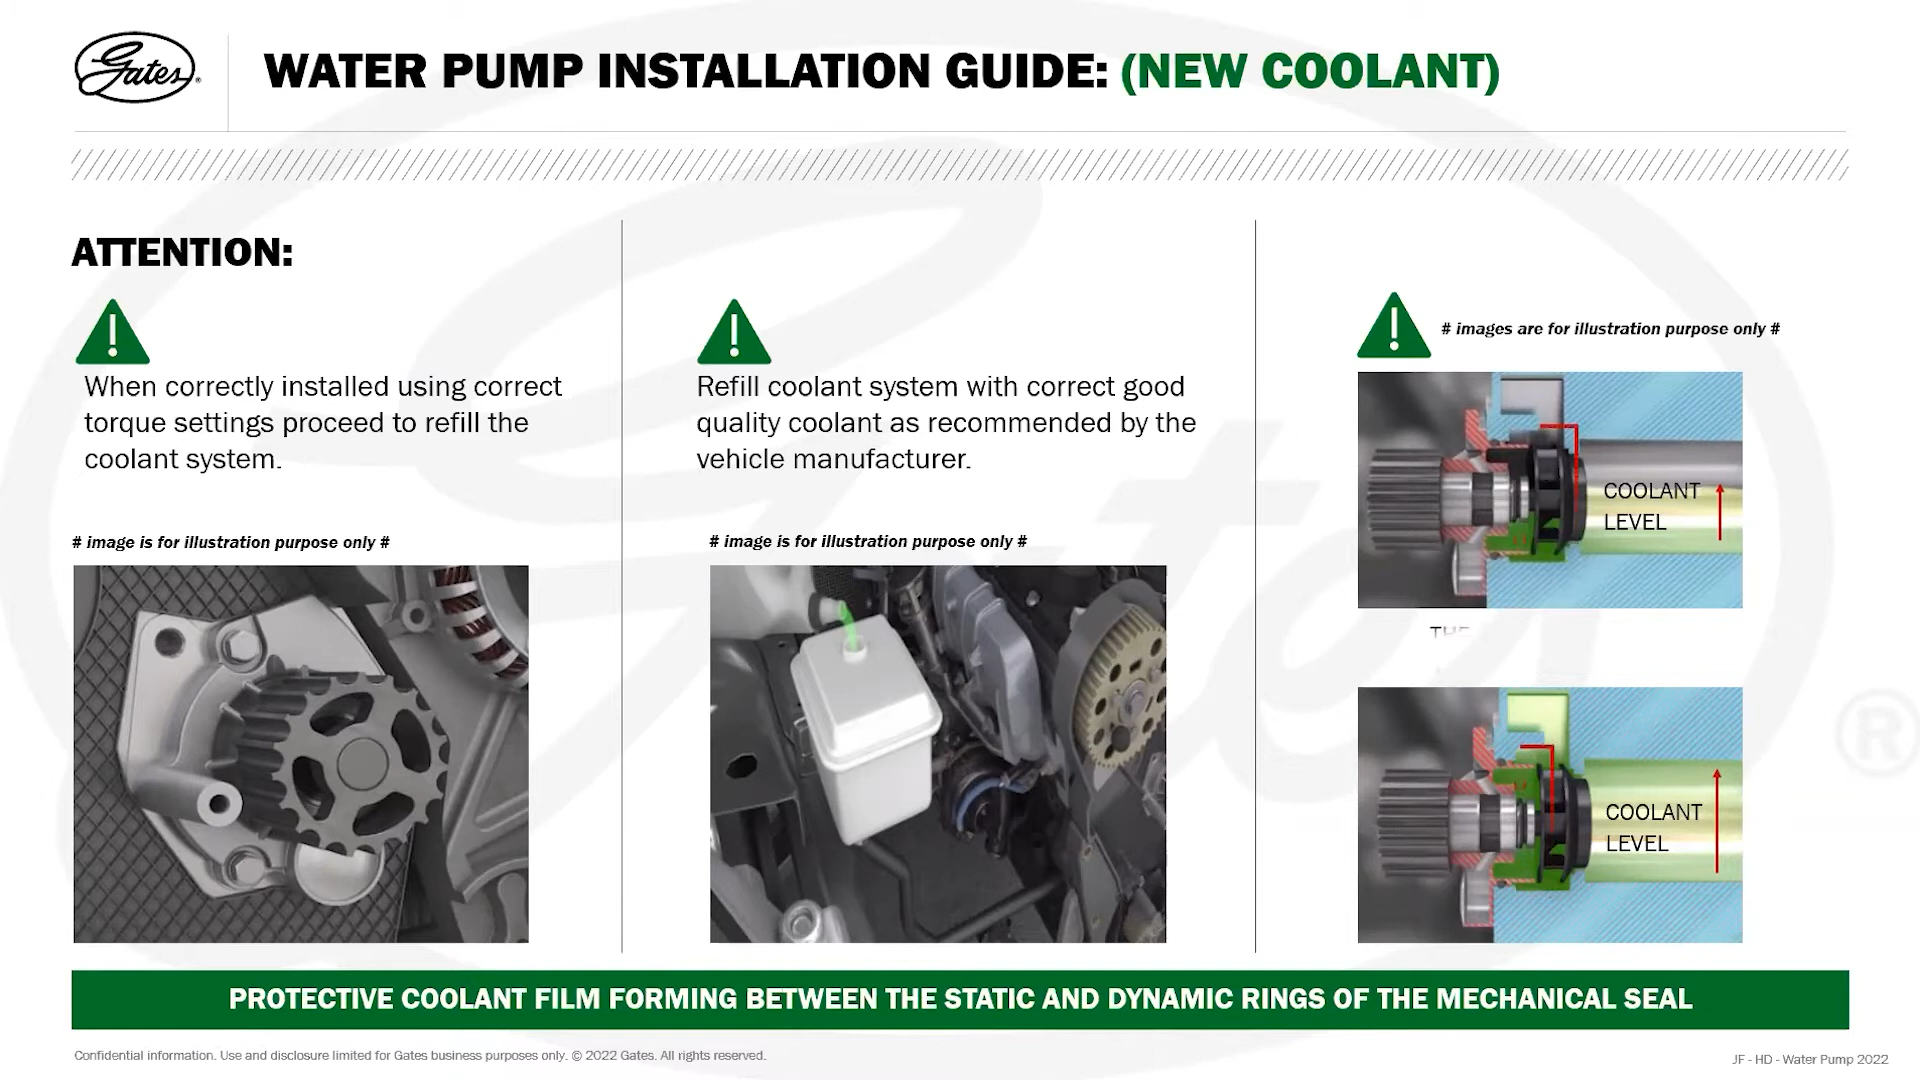 Gates®
WATER PUMP INSTALLATION GUIDE: (NEW COOLANT)
ATTENTION:
When correctly installed using correct
torque settings proceed to refill the
coolant system.
# image is for illustration purpose only #
Refill coolant system with correct good
quality coolant as recommended by the
vehicle manufacturer.
# image is for illustration purpose only #
# images are for illustration purpose only #
COOLANT
LEVEL
THE
COOLANT
LEVEL
PROTECTIVE COOLANT FILM FORMING BETWEEN THE STATIC AND DYNAMIC RINGS OF THE MECHANICAL SEAL
Confidential information. Use and disclosure limited for Gates business purposes only. © 2022 Gates. All rights reserved.
JF - HD - Water Pump 2022